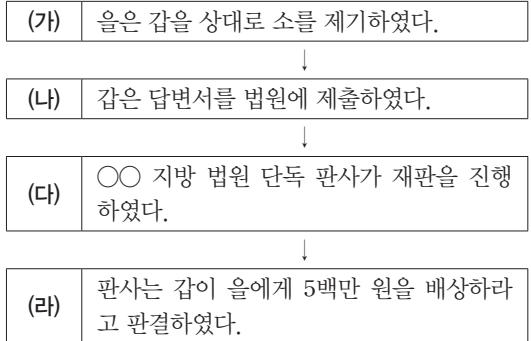 (가) 을은 갑을 상대로 소를 제기하였다.
↓
(나) 갑은 답변서를 법원에 제출하였다.
↓
(다) ○○ 지방 법원 단독 판사가 재판을 진행
하였다.
↓
(라) 판사는 갑이 을에게 5백만 원을 배상하라
고 판결하였다.